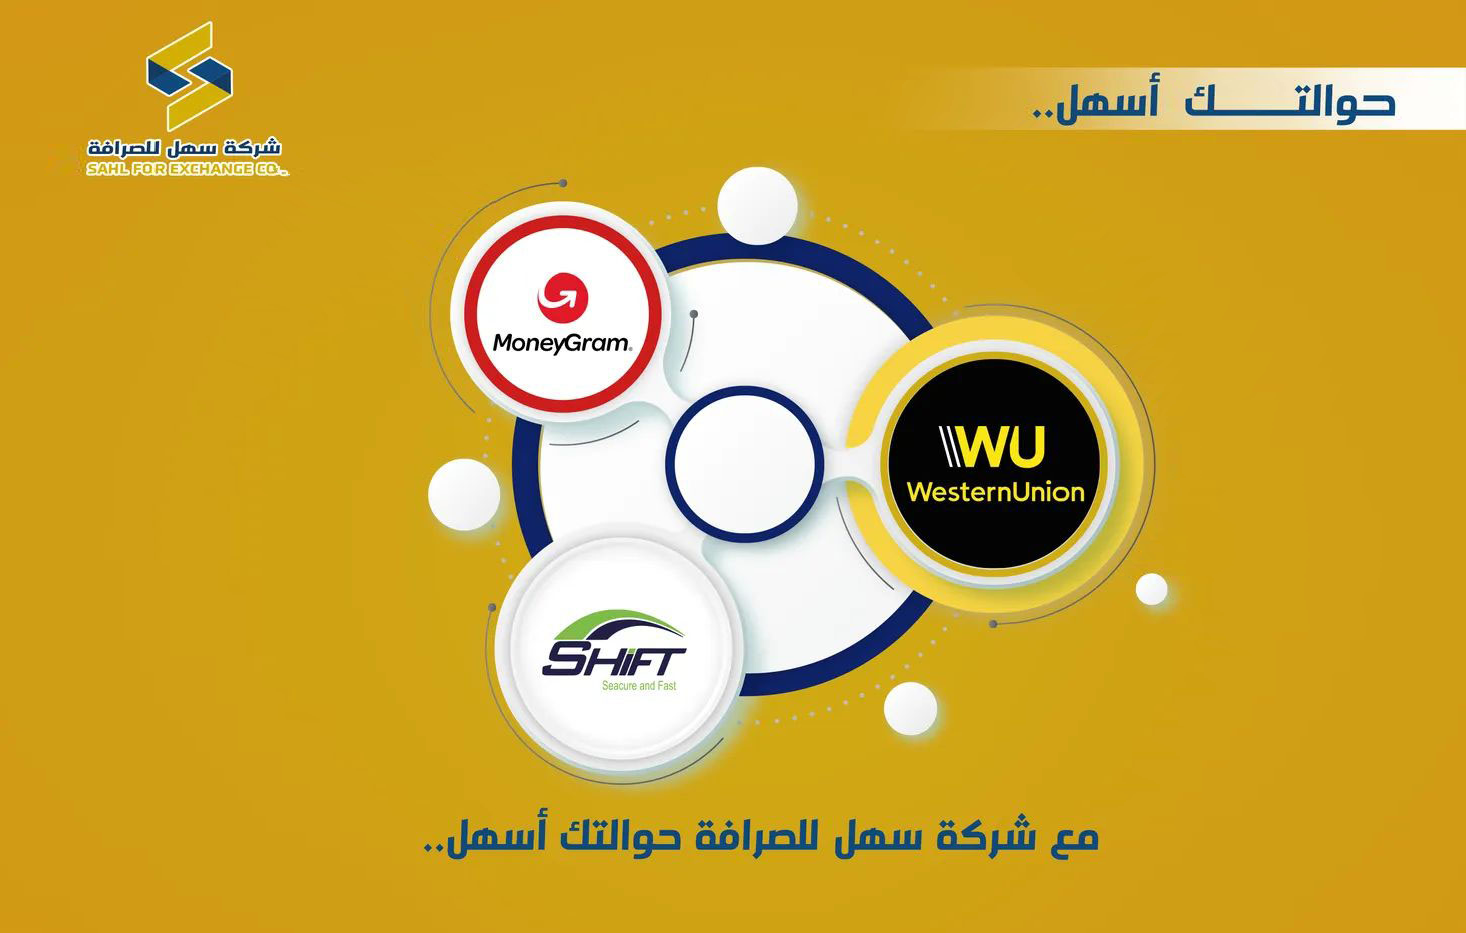 شركة سهل للصرافة
SAHL FOR EXCHANGE CO.
حوالتــــــك أسهل..
MoneyGram
WU
WesternUnion
SHiFT
Seacure and Fast
مع شركة سهل للصرافة حوالتك أسهل..